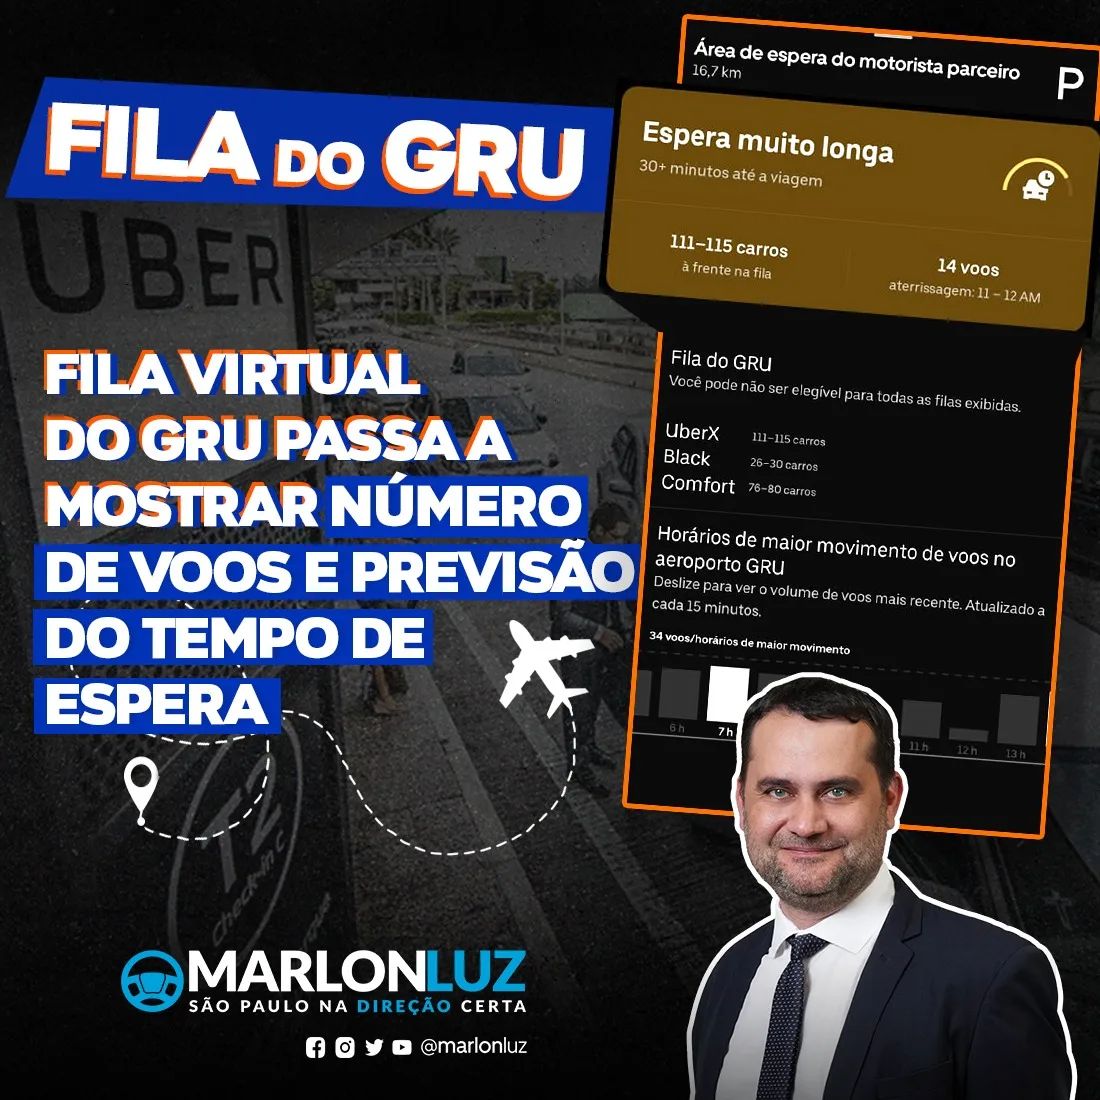 FILA DO GRU
UBER
FILA VIRTUAL
DO GRU PASSA A
MOSTRAR NÚMERO
DE VOOS E PREVISÃO
DO TEMPO DE
ESPERA
Área de espera do motorista parceiro
16,7 km
P
Espera muito longa
30+ minutos até a viagem
111–115 carros
à frente na fila
14 voos
aterrissagem: 11 – 12 AM
Fila do GRU
Você pode não ser elegível para todas as filas exibidas.
UberX 111–115 carros
Black 26–30 carros
Comfort 76–80 carros
Horários de maior movimento de voos no
aeroporto GRU
Deslize para ver o volume de voos mais recente. Atualizado a
cada 15 minutos.
34 voos/horários de maior movimento
6 h 7 h 11 h 12 h 13 h
T2
check-in C
MARLONLUZ
SÃO PAULO NA DIREÇÃO CERTA
@marlonluz